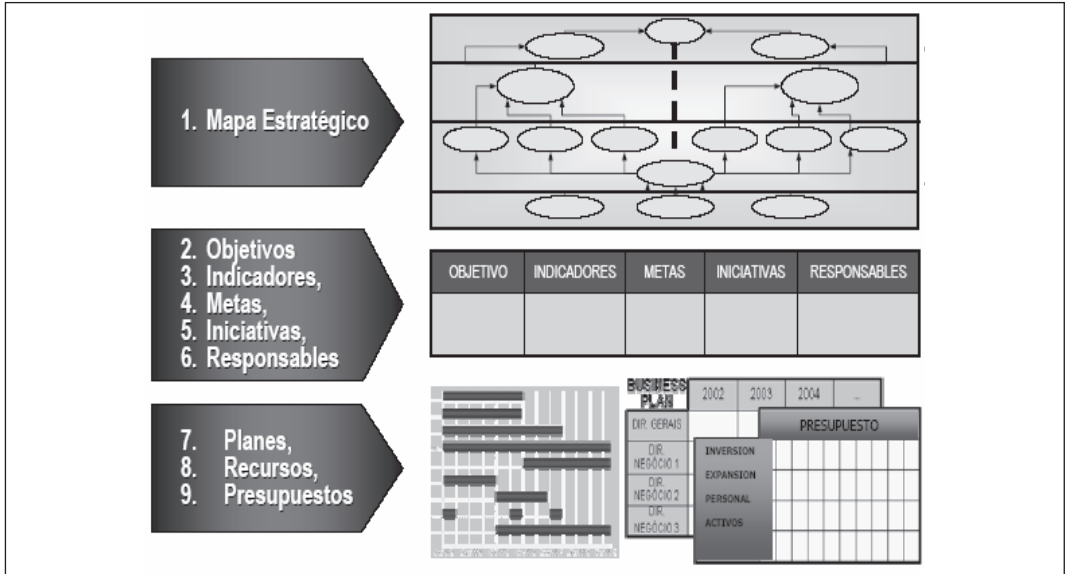 1. Mapa Estratégico
2. Objetivos
3. Indicadores,
4. Metas,
5. Iniciativas,
6. Responsables
OBJETIVO INDICADORES METAS INICIATIVAS RESPONSABLES
7. Planes,
8. Recursos,
9. Presupuestos
BUSINESS
PLAN
2002 2003 2004 ...
DIR. GERAIS
DIR.
NEGÓCIO 1
DIR.
NEGÓCIO 2
DIR.
NEGÓCIO 3
PRESUPUESTO
INVERSION
EXPANSION
PERSONAL
ACTIVOS